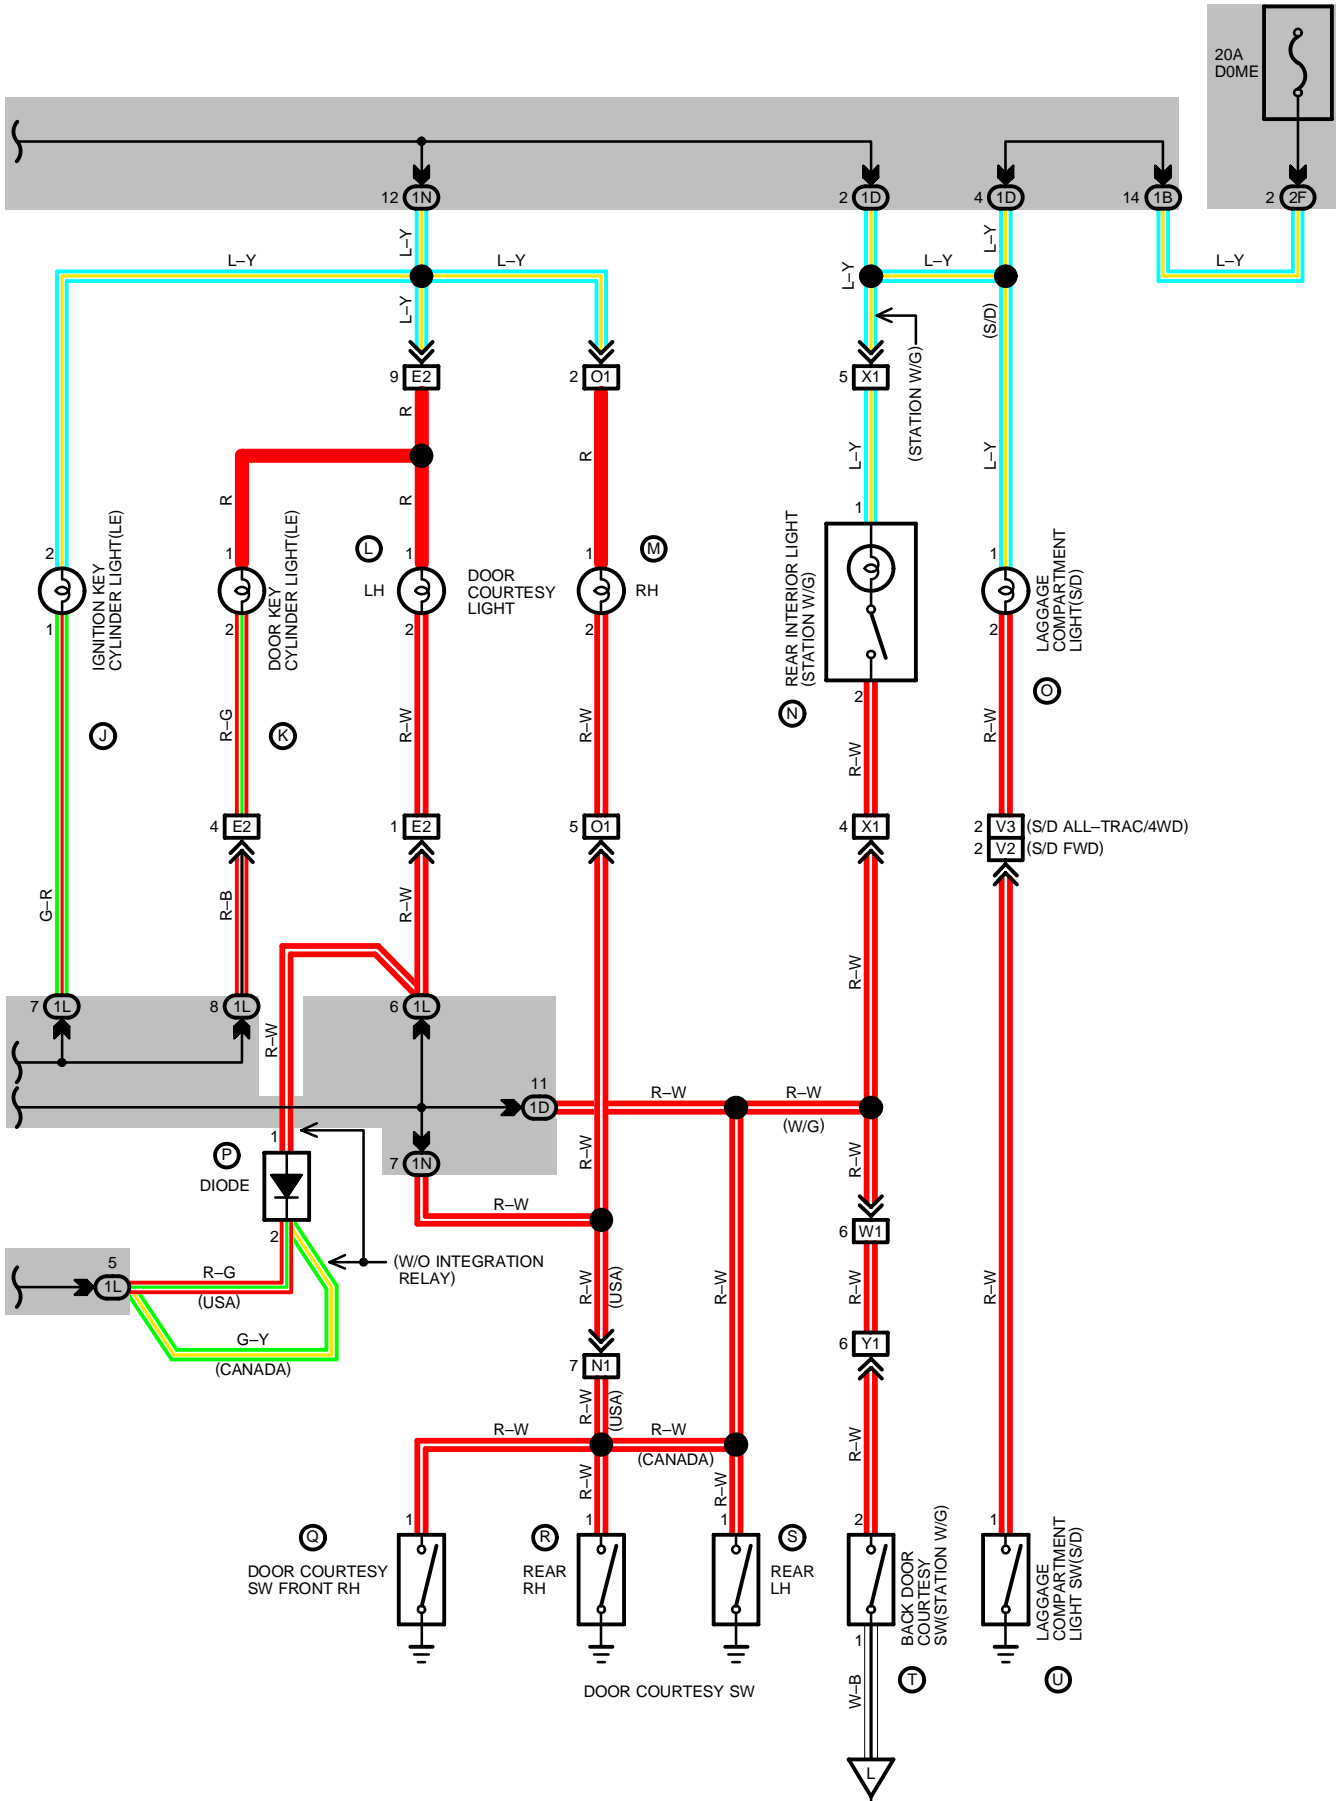 20A
D0ME
12 1N
2 1D
4 1D
14 1B
2 2F
L–Y
L–Y
L–Y
L–Y
L–Y
L–Y
L–Y
L–Y
L–Y
(S/D)
(STATION W/G)
9 E2
2 O1
5 X1
R
R
R
R
L–Y
L–Y
2
1
1
1
1
1
J
IGNITION KEY
CYLINDER LIGHT(LE)
K
DOOR KEY
CYLINDER LIGHT(LE)
L
LH
DOOR
COURTESY
LIGHT
M
RH
N
REAR INTERIOR LIGHT
(STATION W/G)
O
LAGGAGE
COMPARTMENT
LIGHT(S/D)
1
2
2
2
2
2
R–G
R–W
R–W
R–W
4 E2
1 E2
5 O1
4 X1
2 V3 (S/D ALL–TRAC/4WD)
2 V2 (S/D FWD)
G–R
R–B
R–W
R–W
7 1L
8 1L
6 1L
R–W
11
1D
R–W
R–W
(W/G)
7 1N
R–W
R–W
R–W
1
P
DIODE
2
(W/O INTEGRATION
RELAY)
5
1L
R–G
(USA)
G–Y
(CANADA)
6 W1
R–W
(USA)
R–W
R–W
R–W
6 Y1
7 N1
R–W
(USA)
R–W
R–W
(CANADA)
R–W
R–W
R–W
1
1
1
2
1
Q
DOOR COURTESY
SW FRONT RH
R
REAR
RH
S
REAR
LH
DOOR COURTESY SW
T
BACK DOOR
COURTESY
SW(STATION W/G)
U
LAGGAGE
COMPARTMENT
LIGHT SW(S/D)
1
W–B
L